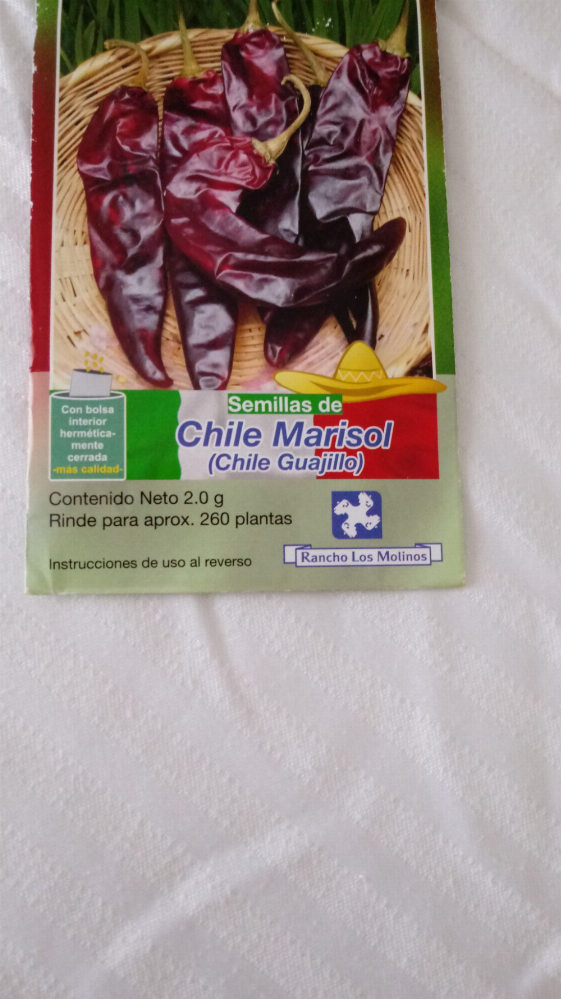 Con bolsa
interior
hermética-
mente
cerrada
-más calidad-
Semillas de
Chile Marisol
(Chile Guajillo)
Contenido Neto 2.0 g
Rinde para aprox. 260 plantas
Instrucciones de uso al reverso
Rancho Los Molinos